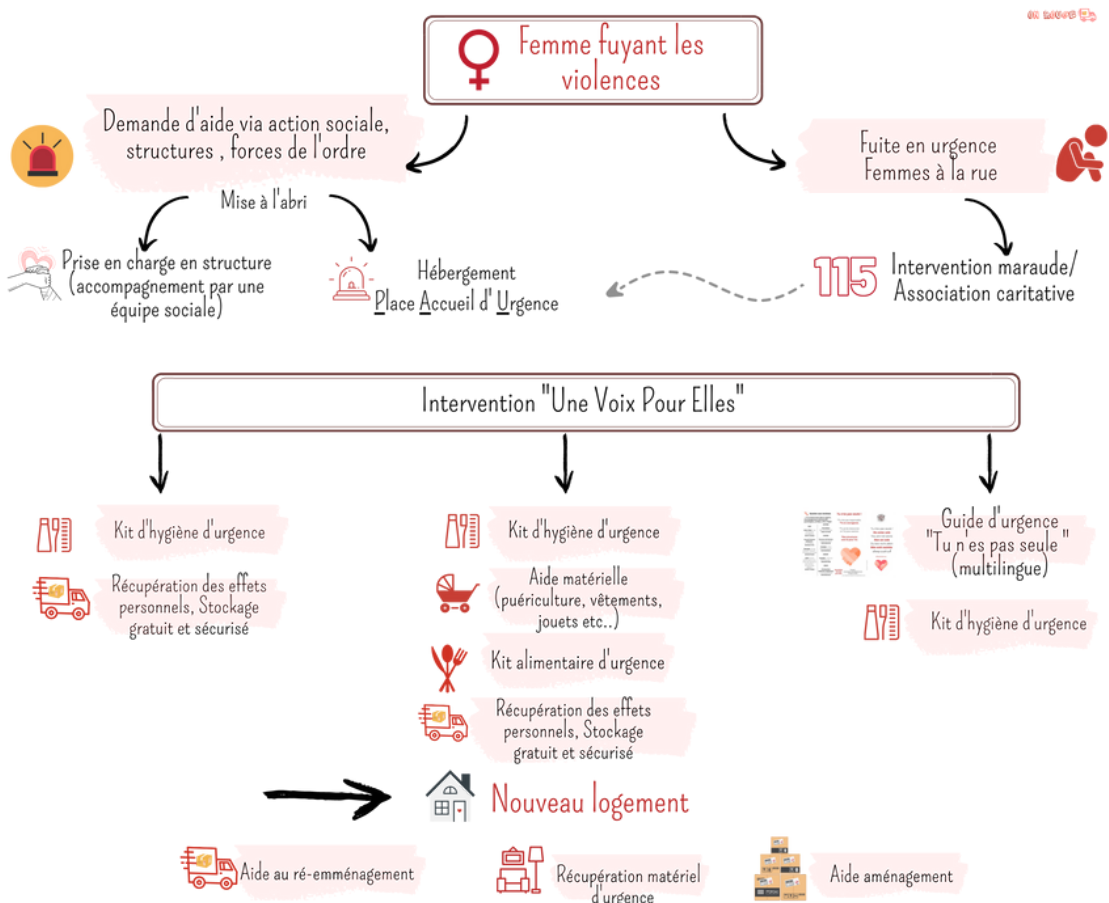 Femme fuyant les
violences
Demande d'aide via action sociale,
structures , forces de l'ordre
Fuite en urgence
Femmes à la rue
Mise à l'abri
Prise en charge en structure
(accompagnement par une
équipe sociale)
Hébergement
Place Accueil d' Urgence
115
Intervention maraude/
Association caritative
Intervention "Une Voix Pour Elles"
Kit d'hygiène d'urgence
Récupération des effets
personnels, Stockage
gratuit et sécurisé
Kit d'hygiène d'urgence
Aide matérielle
(puériculture, vêtements,
jouets etc..)
Kit alimentaire d'urgence
Récupération des effets
personnels, Stockage
gratuit et sécurisé
Guide d'urgence
"Tu n'es pas seule "
(multilingue)
Kit d'hygiène d'urgence
Nouveau logement
Aide au ré-emménagement
Récupération matériel
d'urgence
Aide aménagement